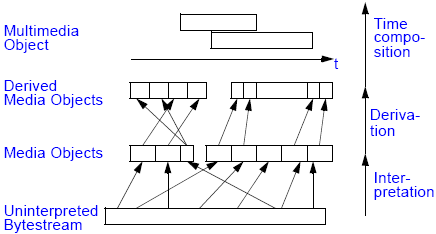 Multimedia
Object
Time
compo-
sition
t
Derived
Media Objects
Deriva-
tion
Media Objects
Inter-
pretation
Uninterpreted
Bytestream